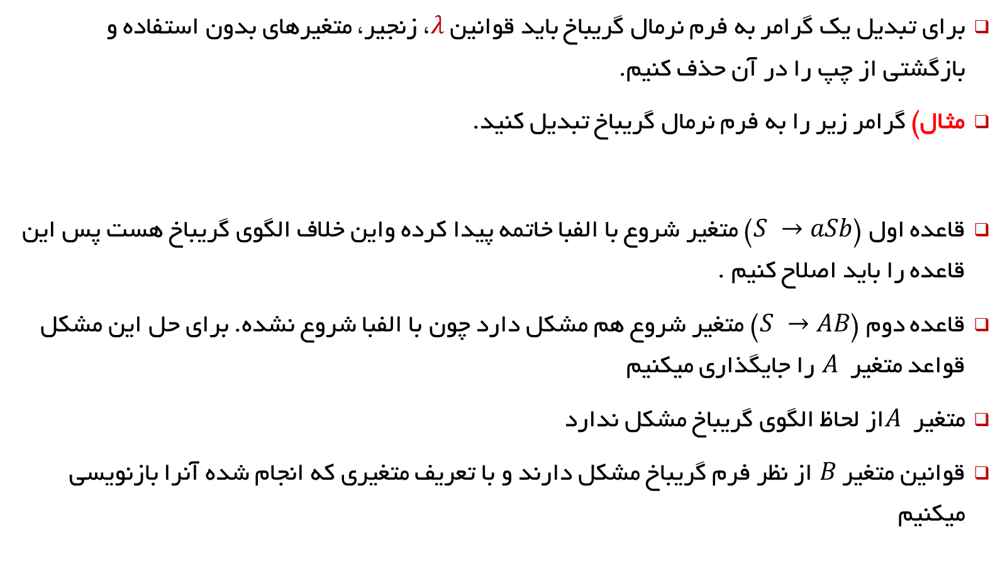 ❑ برای تبدیل یک گرامر به فرم نرمال گریباخ باید قوانین λ، زنجیر، متغیرهای بدون استفاده و
بازگشتی از چپ را در آن حذف کنیم.
❑ مثال) گرامر زیر را به فرم نرمال گریباخ تبدیل کنید.
❑ قاعده اول (S → aSb) متغیر شروع با الفبا خاتمه پیدا کرده واین خلاف الگوی گریباخ هست پس این
قاعده را باید اصلاح کنیم .
❑ قاعده دوم (S → AB) متغیر شروع هم مشکل دارد چون با الفبا شروع نشده. برای حل این مشکل
قواعد متغیر A را جایگذاری میکنیم
❑ متغیر A از لحاظ الگوی گریباخ مشکل ندارد
❑ قوانین متغیر B از نظر فرم گریباخ مشکل دارند و با تعریف متغیری که انجام شده آنرا بازنویسی
میکنیم